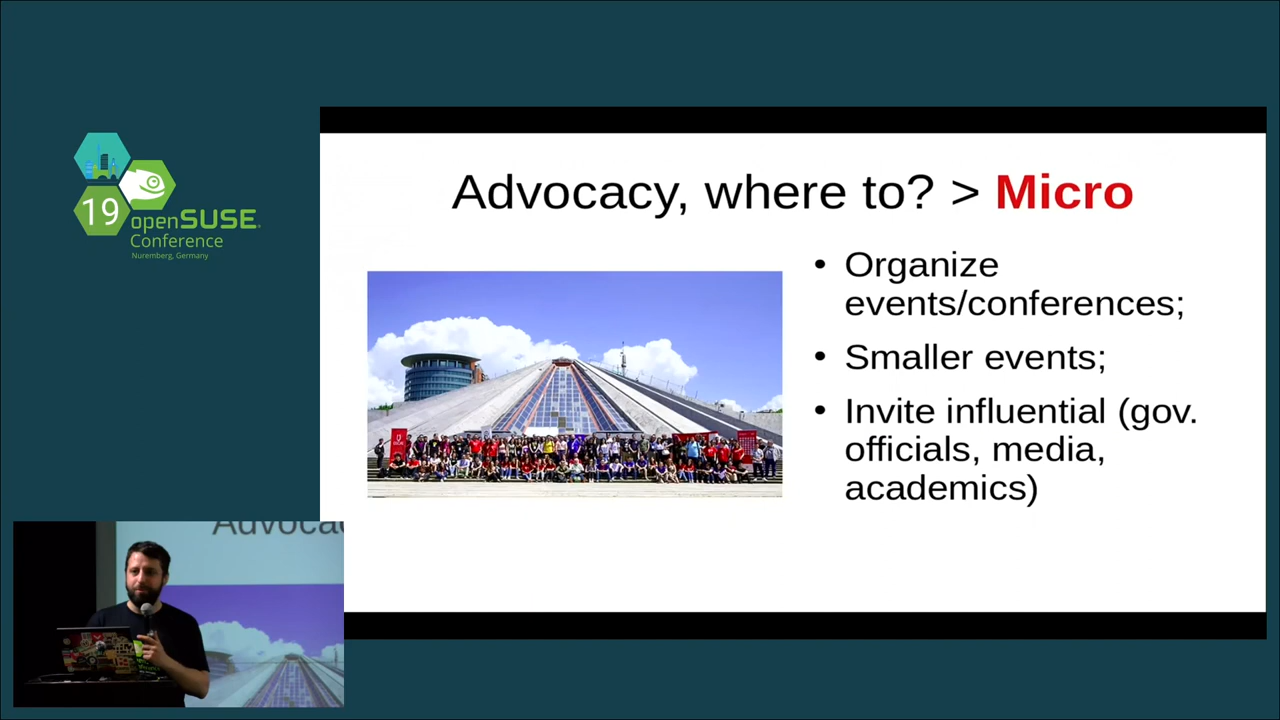 19
openSUSE
Conference
Nuremberg, Germany
Advocacy, where to? > Micro
• Organize
events/conferences;
• Smaller events;
• Invite influential (gov.
officials, media,
academics)
Advocac